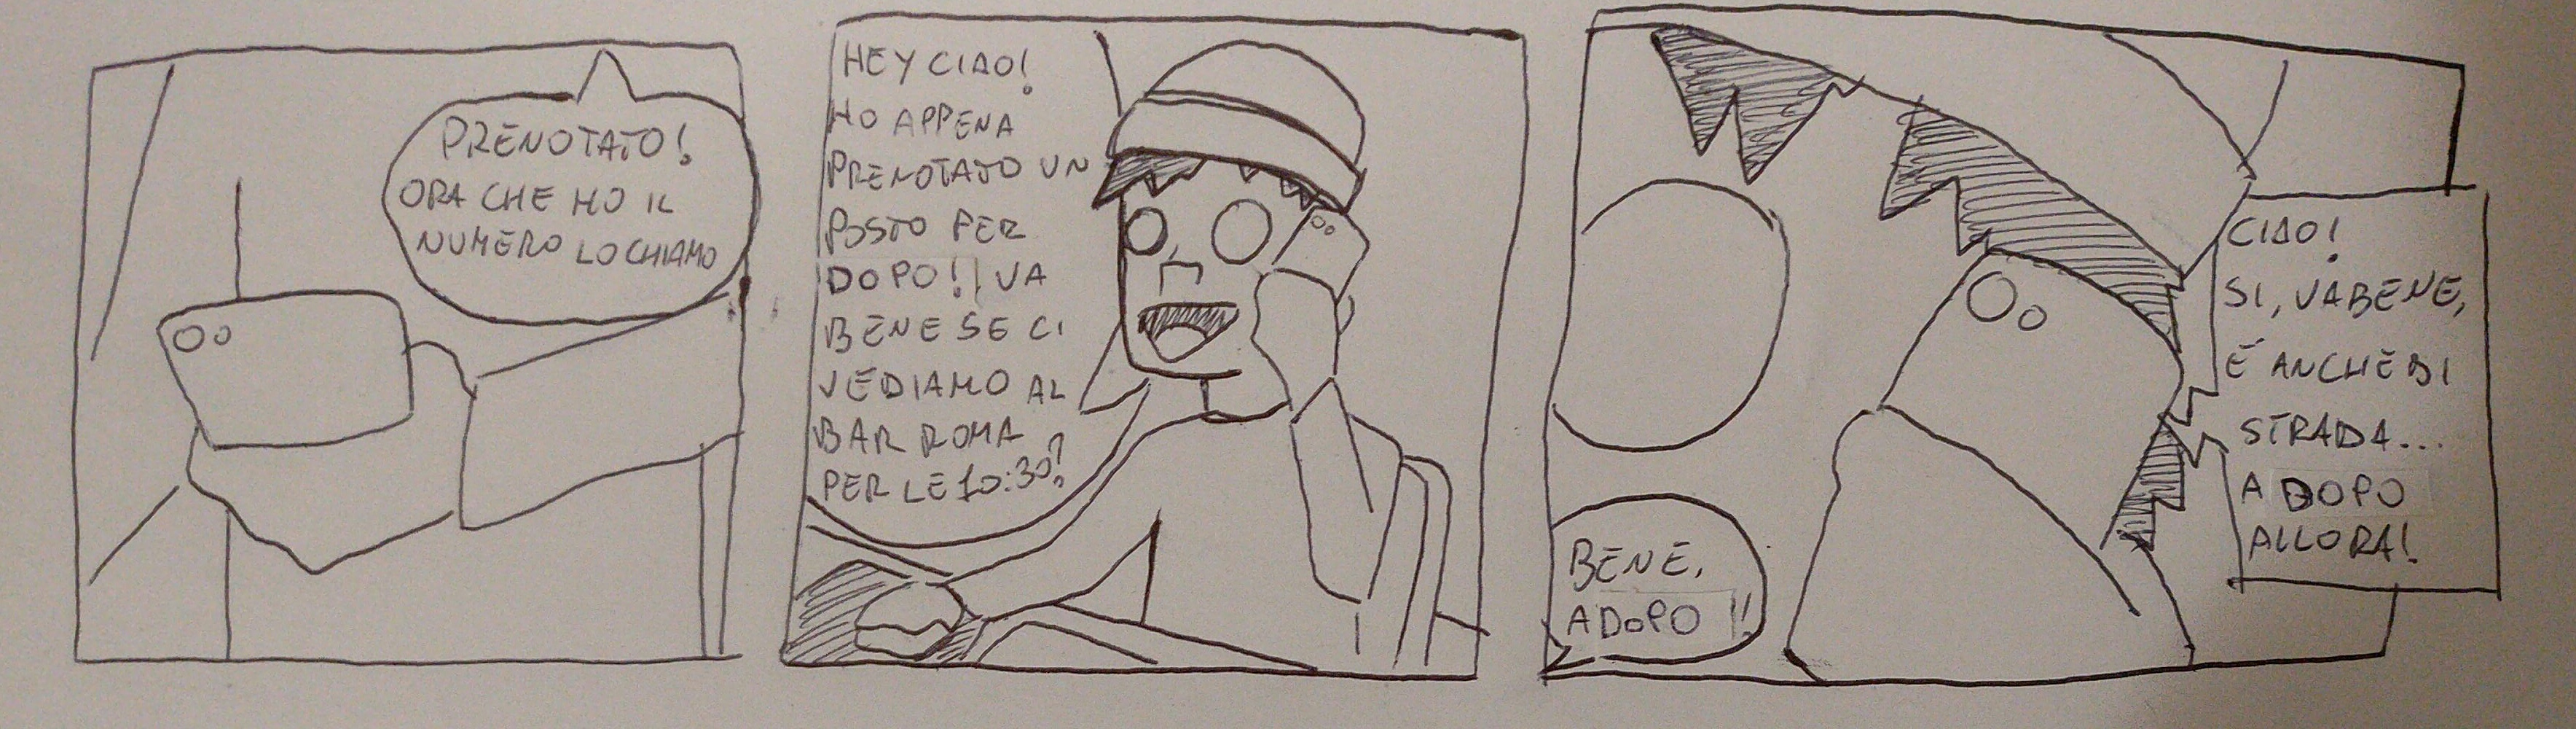 PRENOTATO!
ORA CHE HO IL
NUMERO LO CHIAMO
HEY CIAO!
HO APPENA
PRENOTATO UN
POSTO PER
DOPO! VA
BENE SE CI
VEDIAMO AL
BAR ROMA
PER LE 10:30?
CIAO!
SI, VA BENE,
È ANCHE DI
STRADA...
A DOPO
ALLORA!
BENE,
A DOPO!!